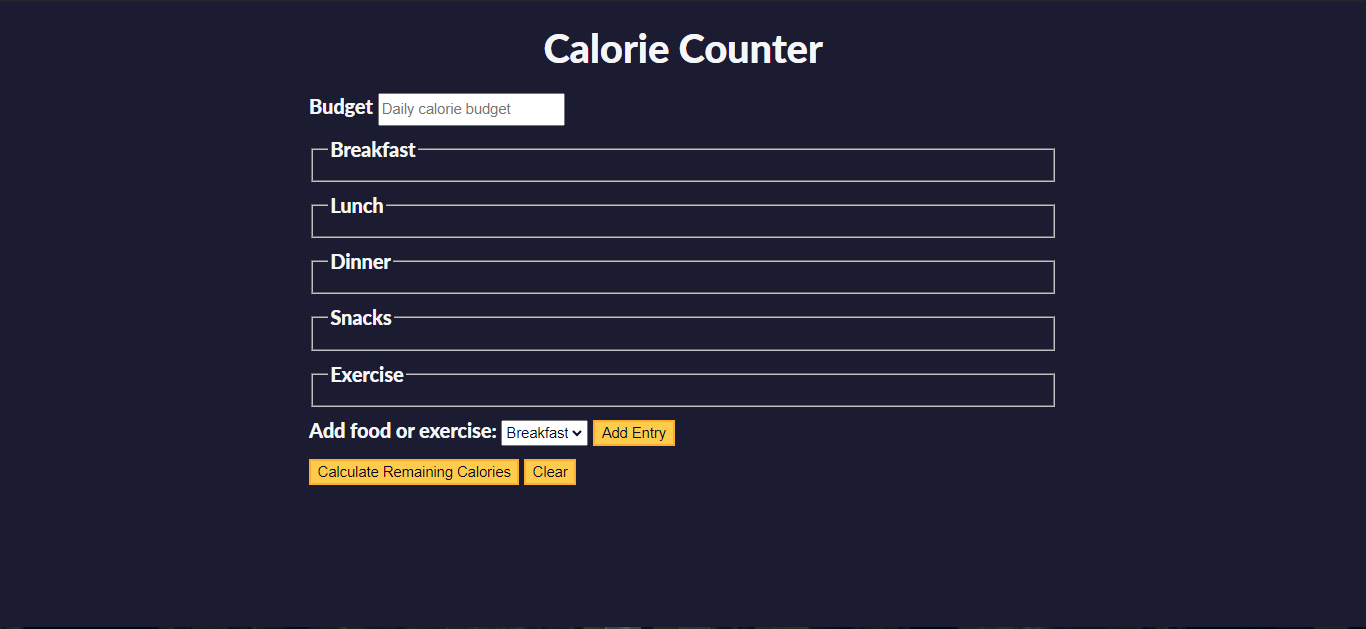 Calorie Counter
Budget Daily calorie budget
Breakfast
Lunch
Dinner
Snacks
Exercise
Add food or exercise: Breakfast Add Entry
Calculate Remaining Calories Clear